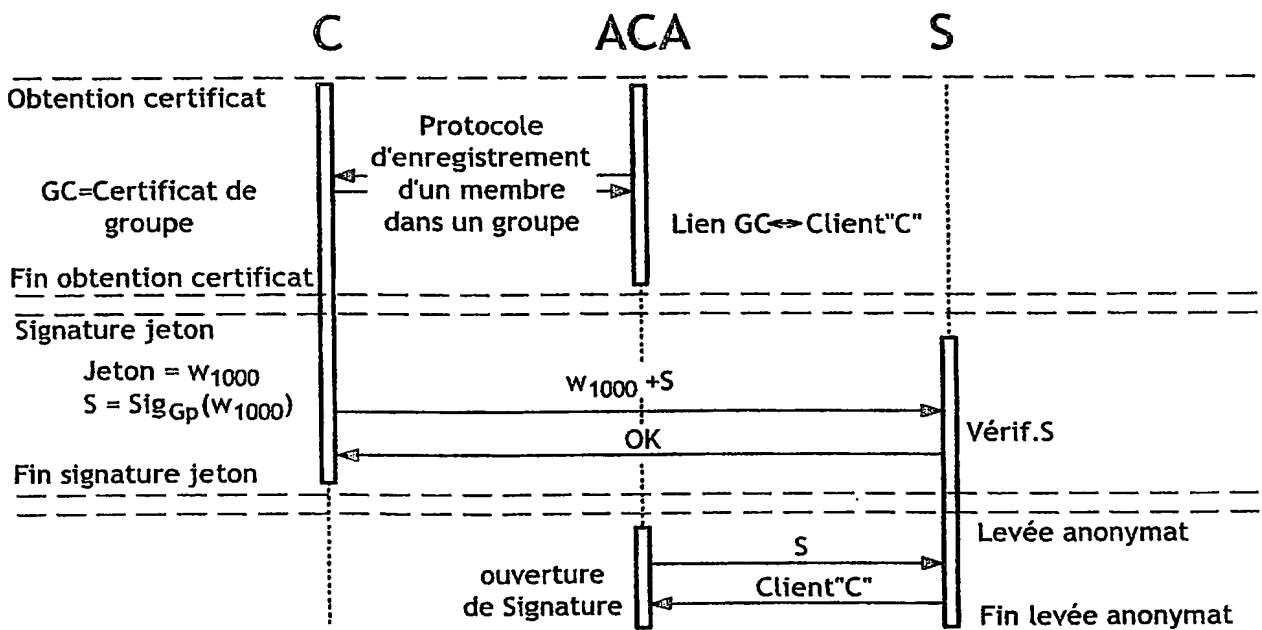 C ACA S
Obtention certificat
Protocole
d'enregistrement
d'un membre
dans un groupe
GC=Certificat de
groupe
Lien GC⇔Client"C"
Fin obtention certificat
Signature jeton
Jeton = w1000
S = SigGp(w1000)
w1000 +S
Vérif.S
OK
Fin signature jeton
Levée anonymat
S
ouverture
de Signature
Client"C"
Fin levée anonymat